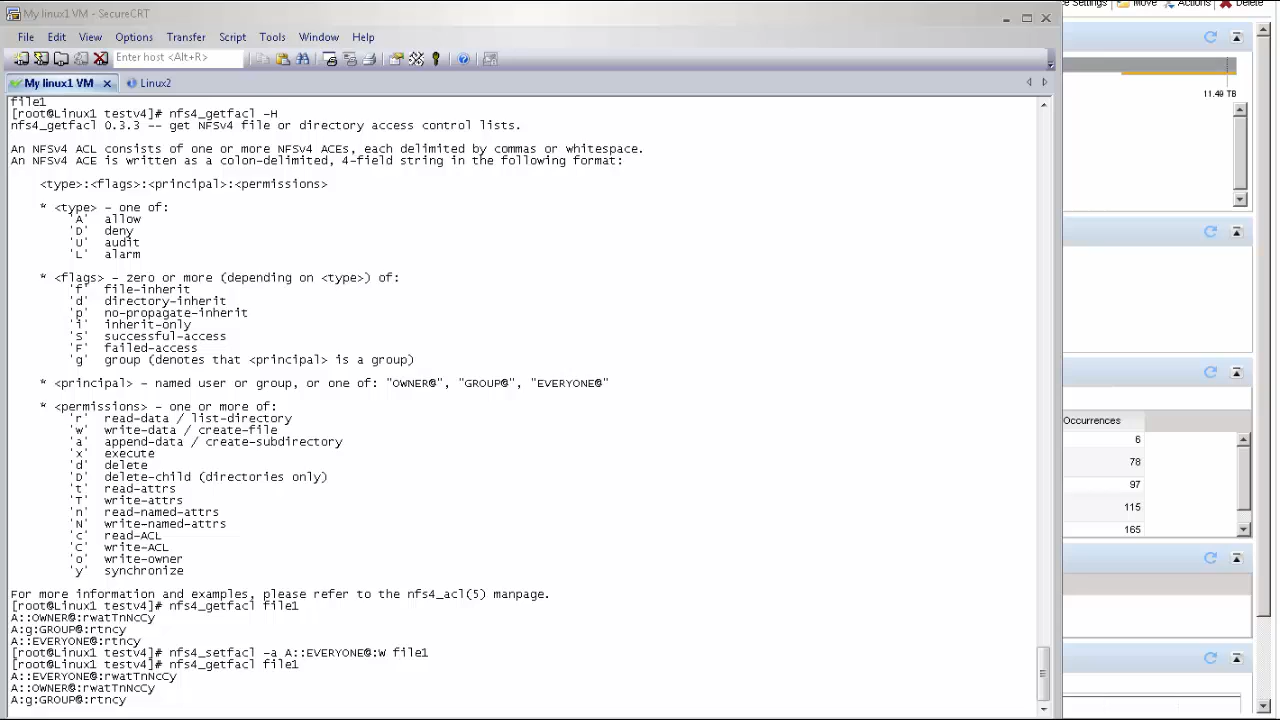 My linux1 VM - SecureCRT
File Edit View Options Transfer Script Tools Window Help
Enter host <Alt+R>
My linux1 VM Linux2
file1
[root@Linux1 testv4]# nfs4_getfacl -H
nfs4_getfacl 0.3.3 -- get NFSv4 file or directory access control lists.
An NFSv4 ACL consists of one or more NFSv4 ACEs, each delimited by commas or whitespace.
An NFSv4 ACE is written as a colon-delimited, 4-field string in the following format:
<type>:<flags>:<principal>:<permissions>
* <type> - one of:
'A' allow
'D' deny
'U' audit
'L' alarm
* <flags> - zero or more (depending on <type>) of:
'f' file-inherit
'd' directory-inherit
'p' no-propagate-inherit
'i' inherit-only
'S' successful-access
'F' failed-access
'g' group (denotes that <principal> is a group)
* <principal> - named user or group, or one of: "OWNER@", "GROUP@", "EVERYONE@"
* <permissions> - one or more of:
'r' read-data / list-directory
'w' write-data / create-file
'a' append-data / create-subdirectory
'x' execute
'd' delete
'D' delete-child (directories only)
't' read-attrs
'T' write-attrs
'n' read-named-attrs
'N' write-named-attrs
'c' read-ACL
'C' write-ACL
'o' write-owner
'y' synchronize
For more information and examples, please refer to the nfs4_acl(5) manpage.
[root@Linux1 testv4]# nfs4_getfacl file1
A::OWNER@:rwatTnNcCy
A:g:GROUP@:rtncy
A::EVERYONE@:rtncy
[root@Linux1 testv4]# nfs4_setfacl -a A::EVERYONE@:W file1
[root@Linux1 testv4]# nfs4_getfacl file1
A::EVERYONE@:rwatTnNcCy
A::OWNER@:rwatTnNcCy
A:g:GROUP@:rtncy
Settings Move Actions Delete
11.49 TB
Occurrences
6
78
97
115
165